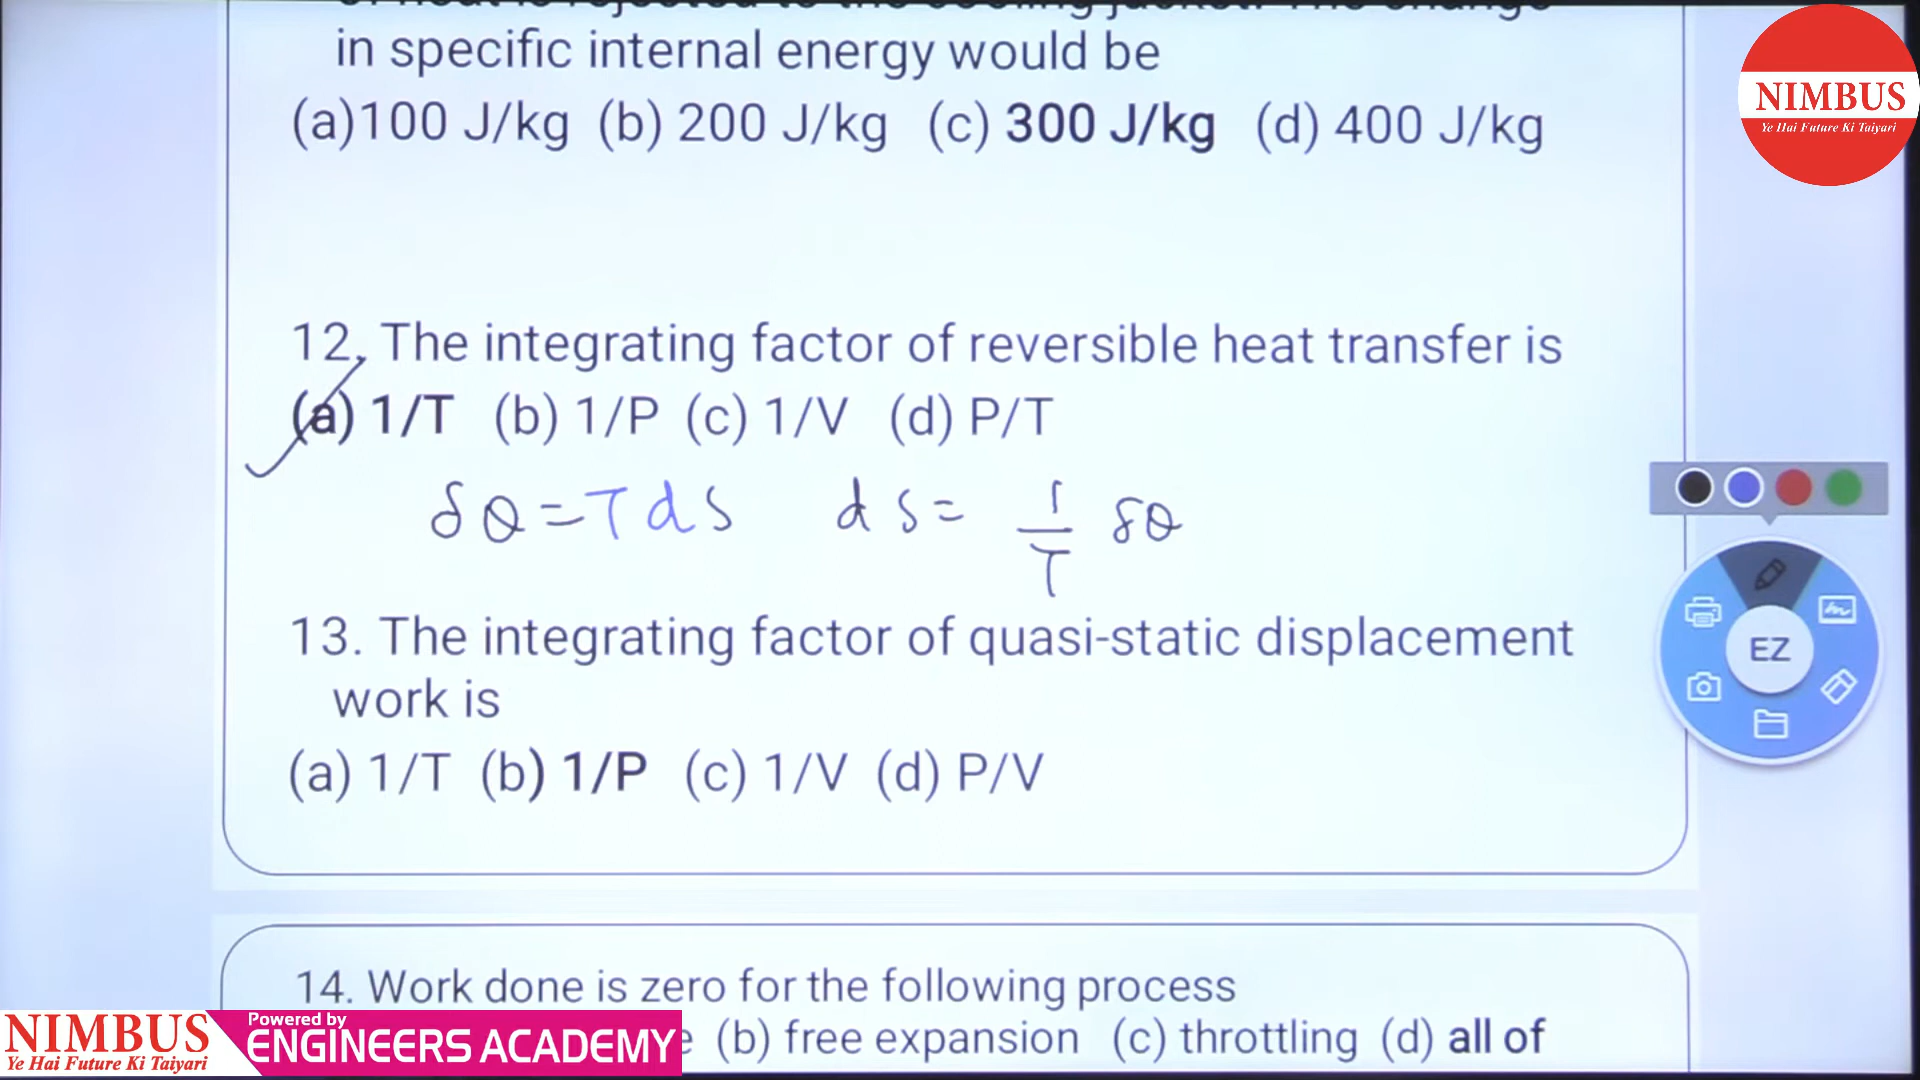 in specific internal energy would be
(a)100 J/kg (b) 200 J/kg (c) 300 J/kg (d) 400 J/kg
NIMBUS
Ye Hai Future Ki Taiyari
12. The integrating factor of reversible heat transfer is
(a) 1/T (b) 1/P (c) 1/V (d) P/T
δQ = T dS dS = 1/T δQ
13. The integrating factor of quasi-static displacement
work is
(a) 1/T (b) 1/P (c) 1/V (d) P/V
EZ
14. Work done is zero for the following process
(b) free expansion (c) throttling (d) all of
NIMBUS
Ye Hai Future Ki Taiyari
Powered by
ENGINEERS ACADEMY